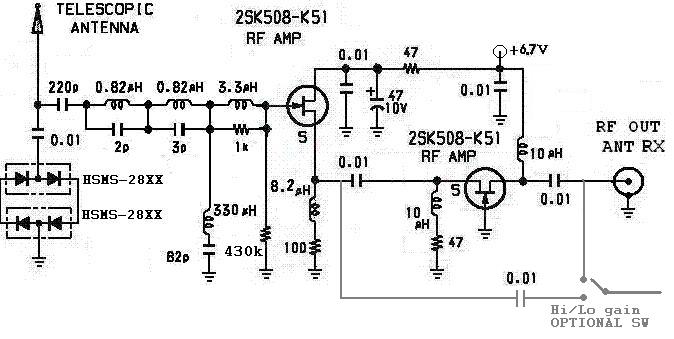 TELESCOPIC
ANTENNA
2SK508-K51
RF AMP
+6.7V
0.01
47
220p
0.82µH
0.82µH
3.3µH
47
10V
0.01
2SK508-K51
RF AMP
RF OUT
ANT RX
0.01
2p
3p
1k
S
10µH
HSMS-28XX
0.01
8.2µH
S
0.01
HSMS-28XX
330µH
10
µH
82p
430k
100
47
0.01
Hi/Lo gain
OPTIONAL SW